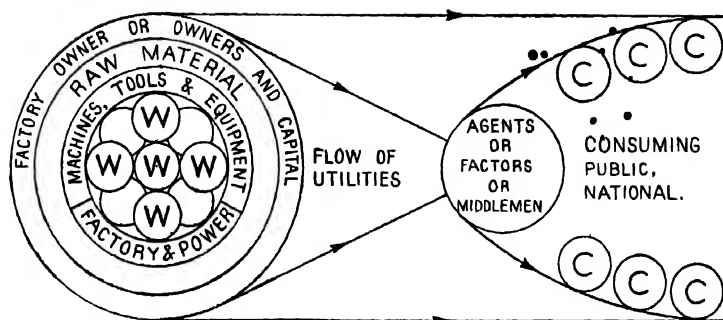 FACTORY OWNER OR OWNERS AND CAPITAL
RAW MATERIAL
MACHINES, TOOLS & EQUIPMENT
FACTORY & POWER
W
W W W
W
FLOW OF
UTILITIES
AGENTS
OR
FACTORS
OR
MIDDLEMEN
C C C
CONSUMING
PUBLIC,
NATIONAL.
C C C